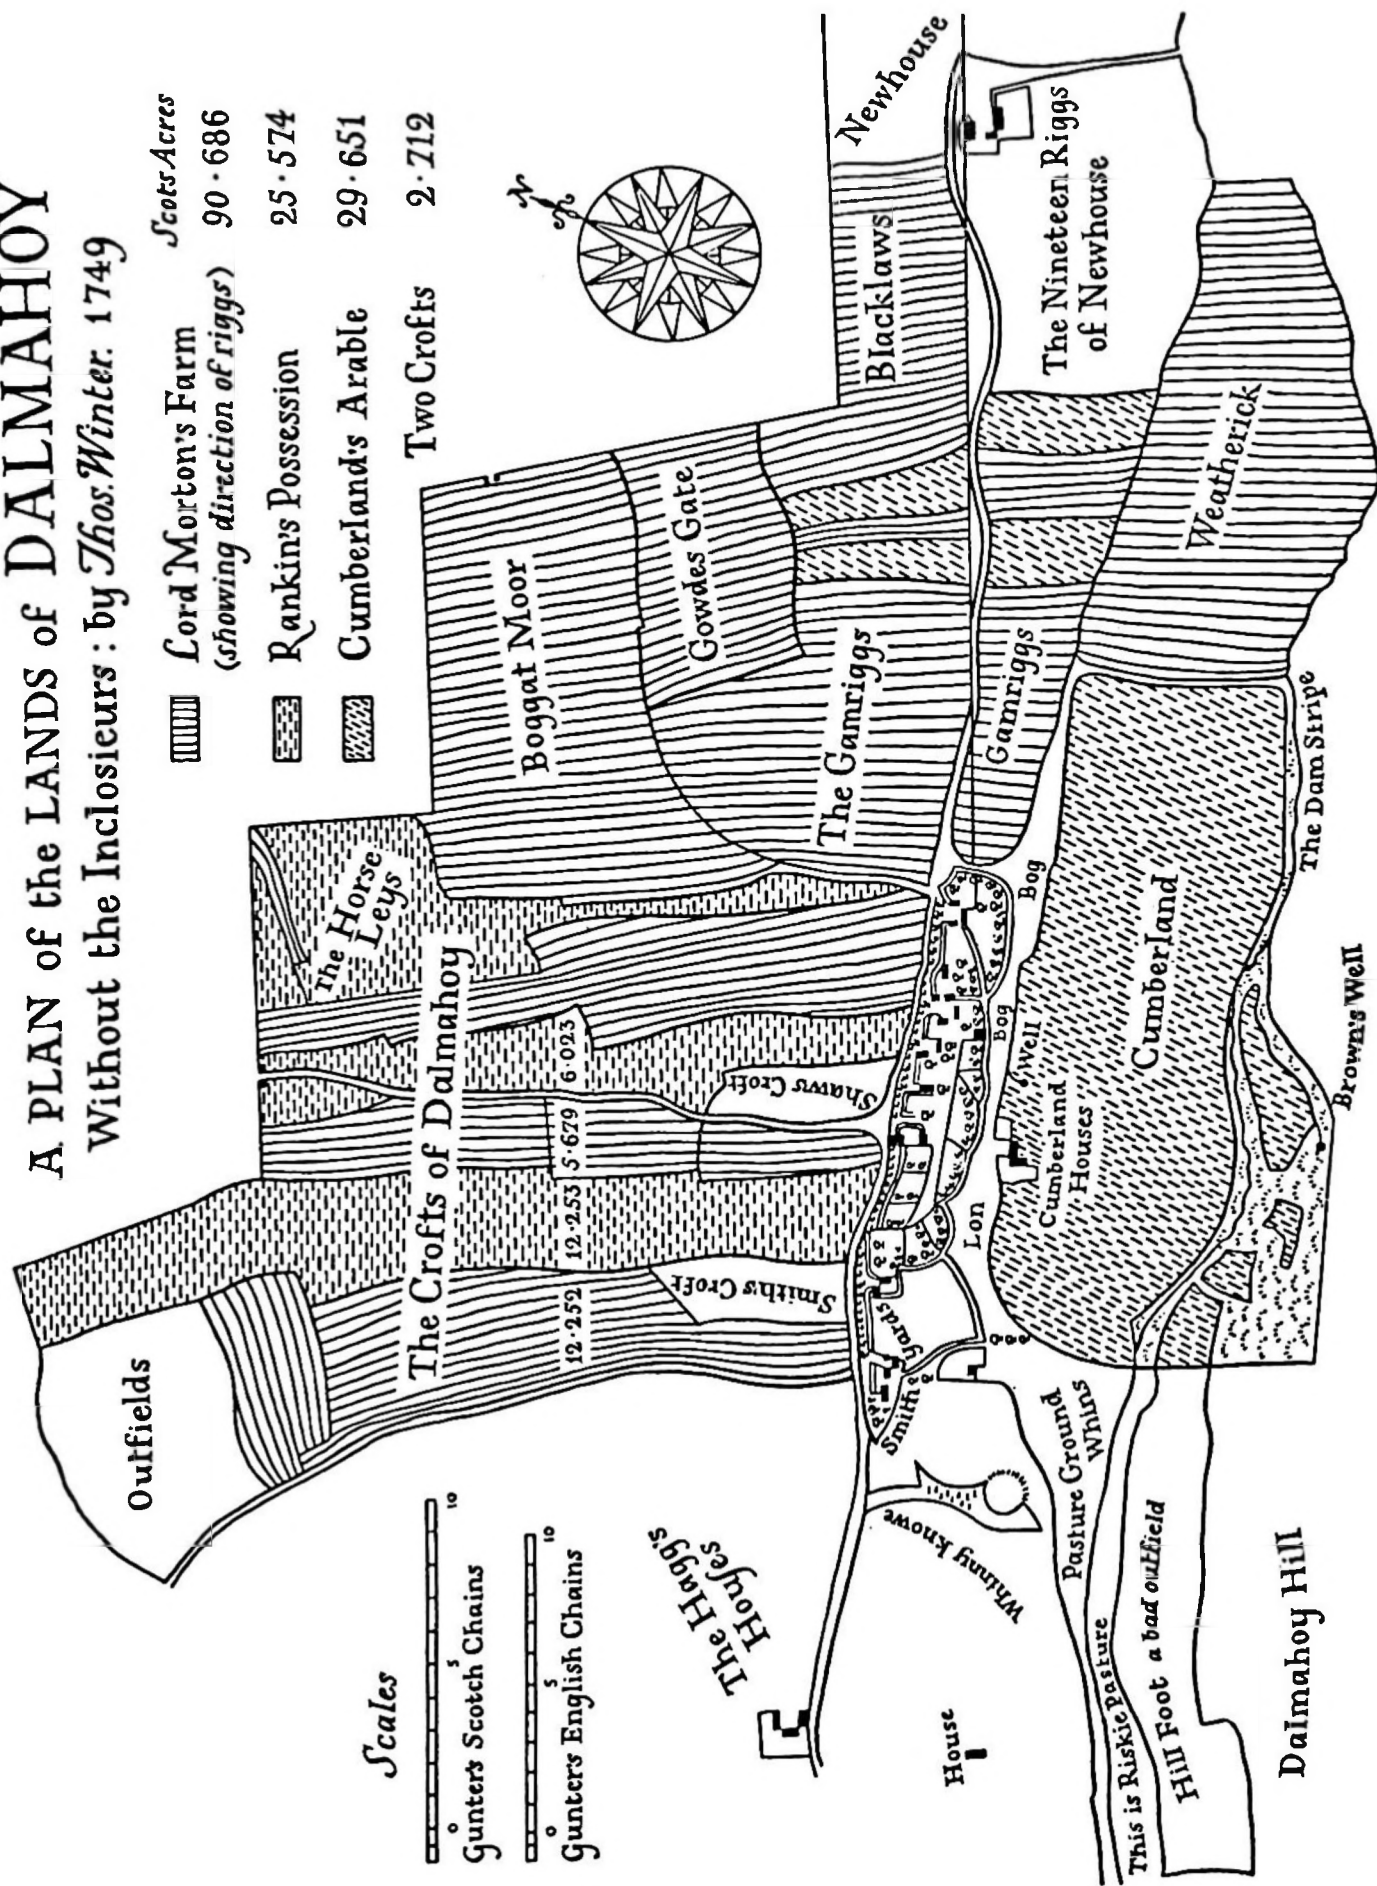 A PLAN of the LANDS of DALMAHOY
Without the Inclosieurs: by Thos. Winter. 1749
Scots Acres
Lord Morton's Farm 90·686
(showing direction of riggs)
Rankin's Possession 25·574
Cumberland's Arable 29·651
Two Crofts 2·712
N
Scales
0 5 10
Gunter's Scotch Chains
0 5 10
Gunter's English Chains
Outfields
The Horse
Leys
The Crofts of Dalmahoy
12·252
12·253
5·679
6·023
Smith's Croft
Shaws Croft
Boggat Moor
Gowdes Gate
The Gamriggs
Gamriggs
Blacklaws
Newhouse
The Nineteen Riggs
of Newhouse
Weatherick
The Haggs
Houses
House
Whinny Knowe
Smith yards
Lon
Bog
Bog
Well
Cumberland
Houses
Cumberland
The Dam Stripe
Brown's Well
Pasture Ground
Whins
This is Riskie Pasture
Hill Foot a bad outfield
Dalmahoy Hill